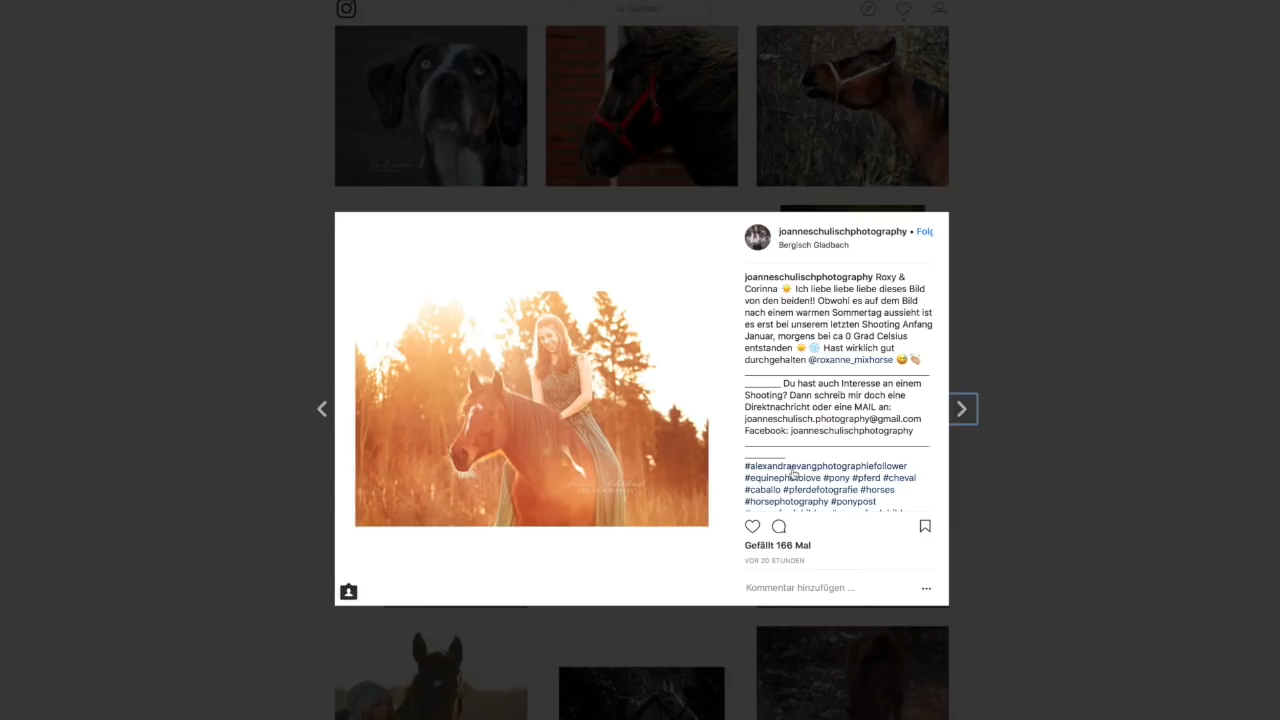 Suchen
joanneschulischphotography • Folg
Bergisch Gladbach
joanneschulischphotography Roxy &
Corinna ☀️ Ich liebe liebe liebe dieses Bild
von den beiden!! Obwohl es auf dem Bild
nach einem warmen Sommertag aussieht ist
es erst bei unserem letzten Shooting Anfang
Januar, morgens bei ca 0 Grad Celsius
entstanden ☀️❄️ Hast wirklich gut
durchgehalten @roxanne_mixhorse 😅👏🏼
________ Du hast auch Interesse an einem
Shooting? Dann schreib mir doch eine
Direktnachricht oder eine MAIL an:
joanneschulisch.photography@gmail.com
Facebook: joanneschulischphotography
#alexandraevangphotographiefollower
#equinephotolove #pony #pferd #cheval
#caballo #pferdefotografie #horses
#horsephotography #ponypost
Gefällt 166 Mal
VOR 20 STUNDEN
Kommentar hinzufügen ...